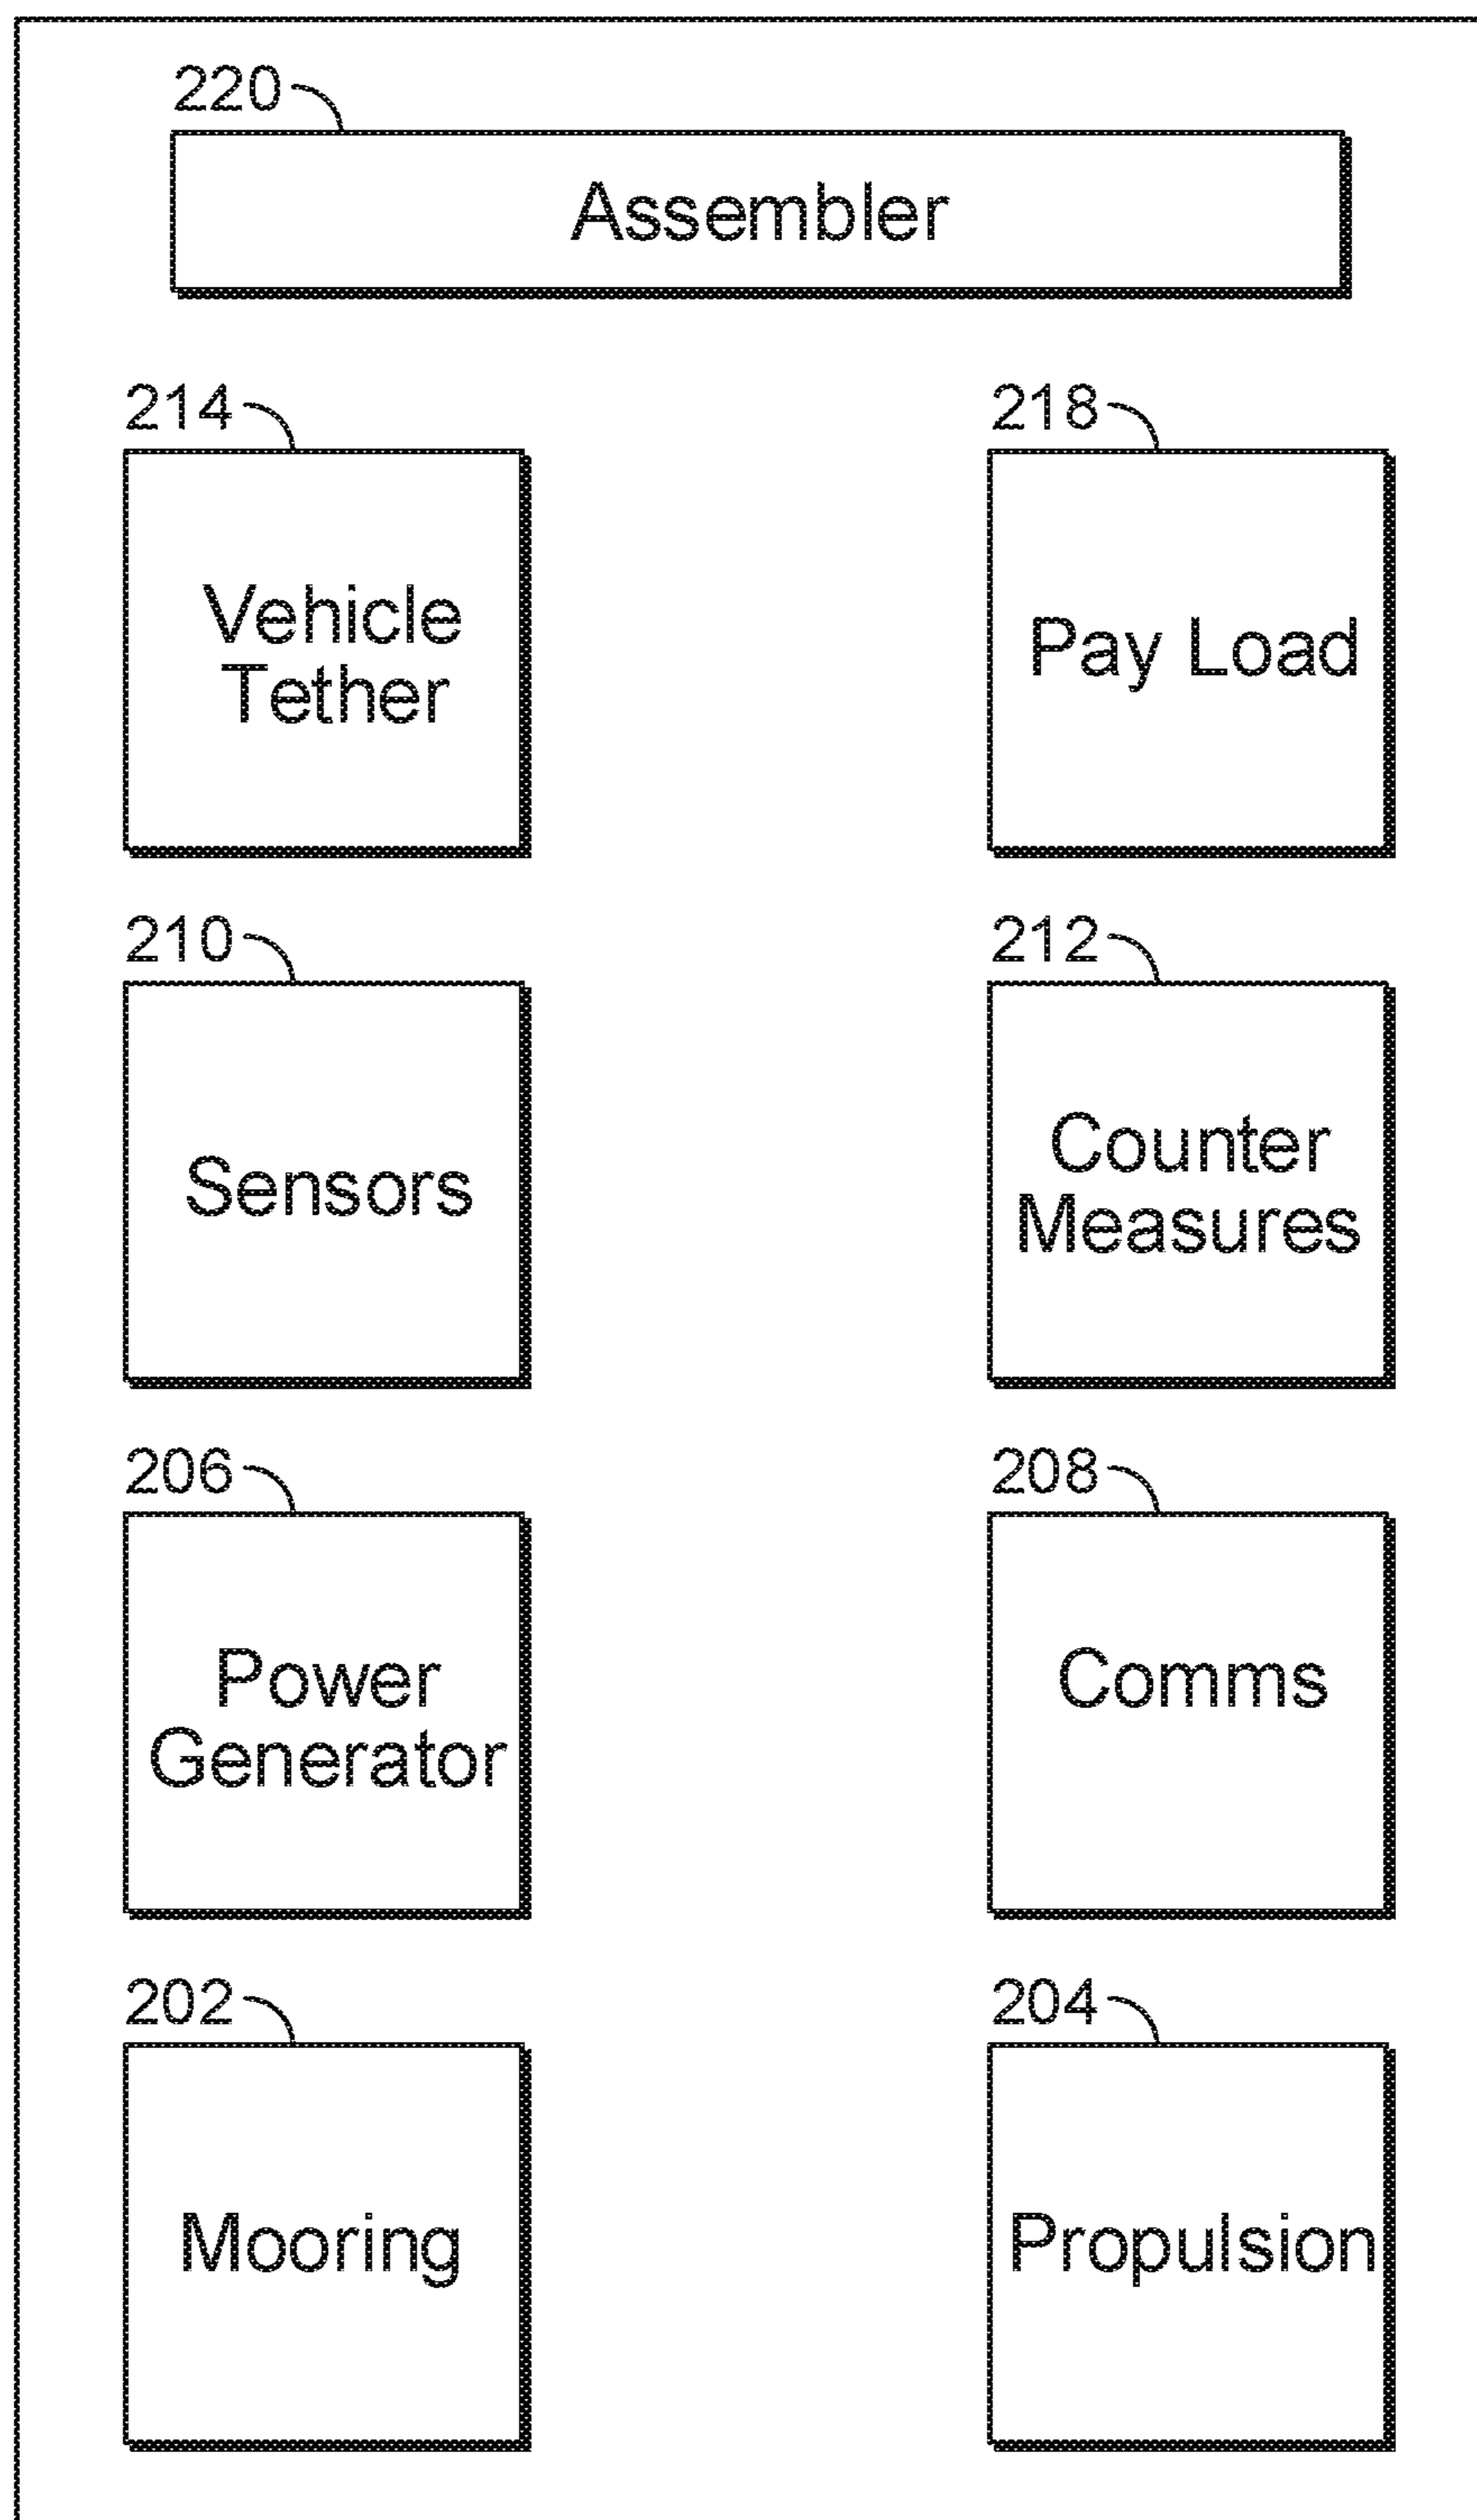 220
Assembler
214
218
Vehicle
Tether
Pay Load
210
212
Sensors
Counter
Measures
206
208
Power
Generator
Comms
202
204
Mooring
Propulsion